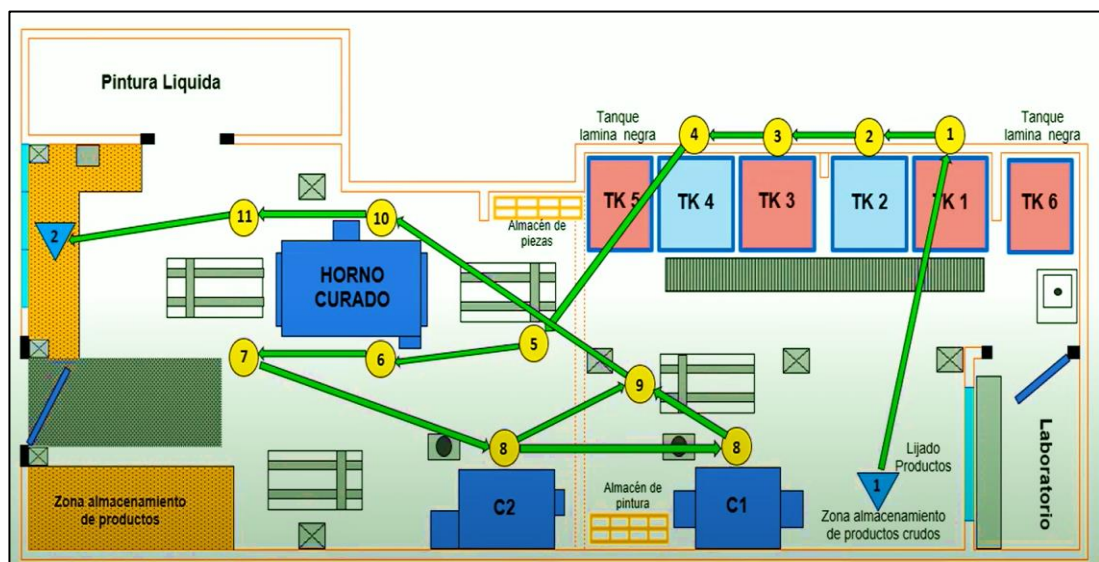 Pintura Liquida
Tanque
lamina negra
4
3
2
1
Tanque
lamina negra
TK 5
TK 4
TK 3
TK 2
TK 1
TK 6
Almacén de
piezas
2
11
10
HORNO
CURADO
7
6
5
9
8
8
Lijado
Productos
1
Zona almacenamiento
de productos crudos
Laboratorio
Zona almacenamiento
de productos
C2
Almacén de
pintura
C1